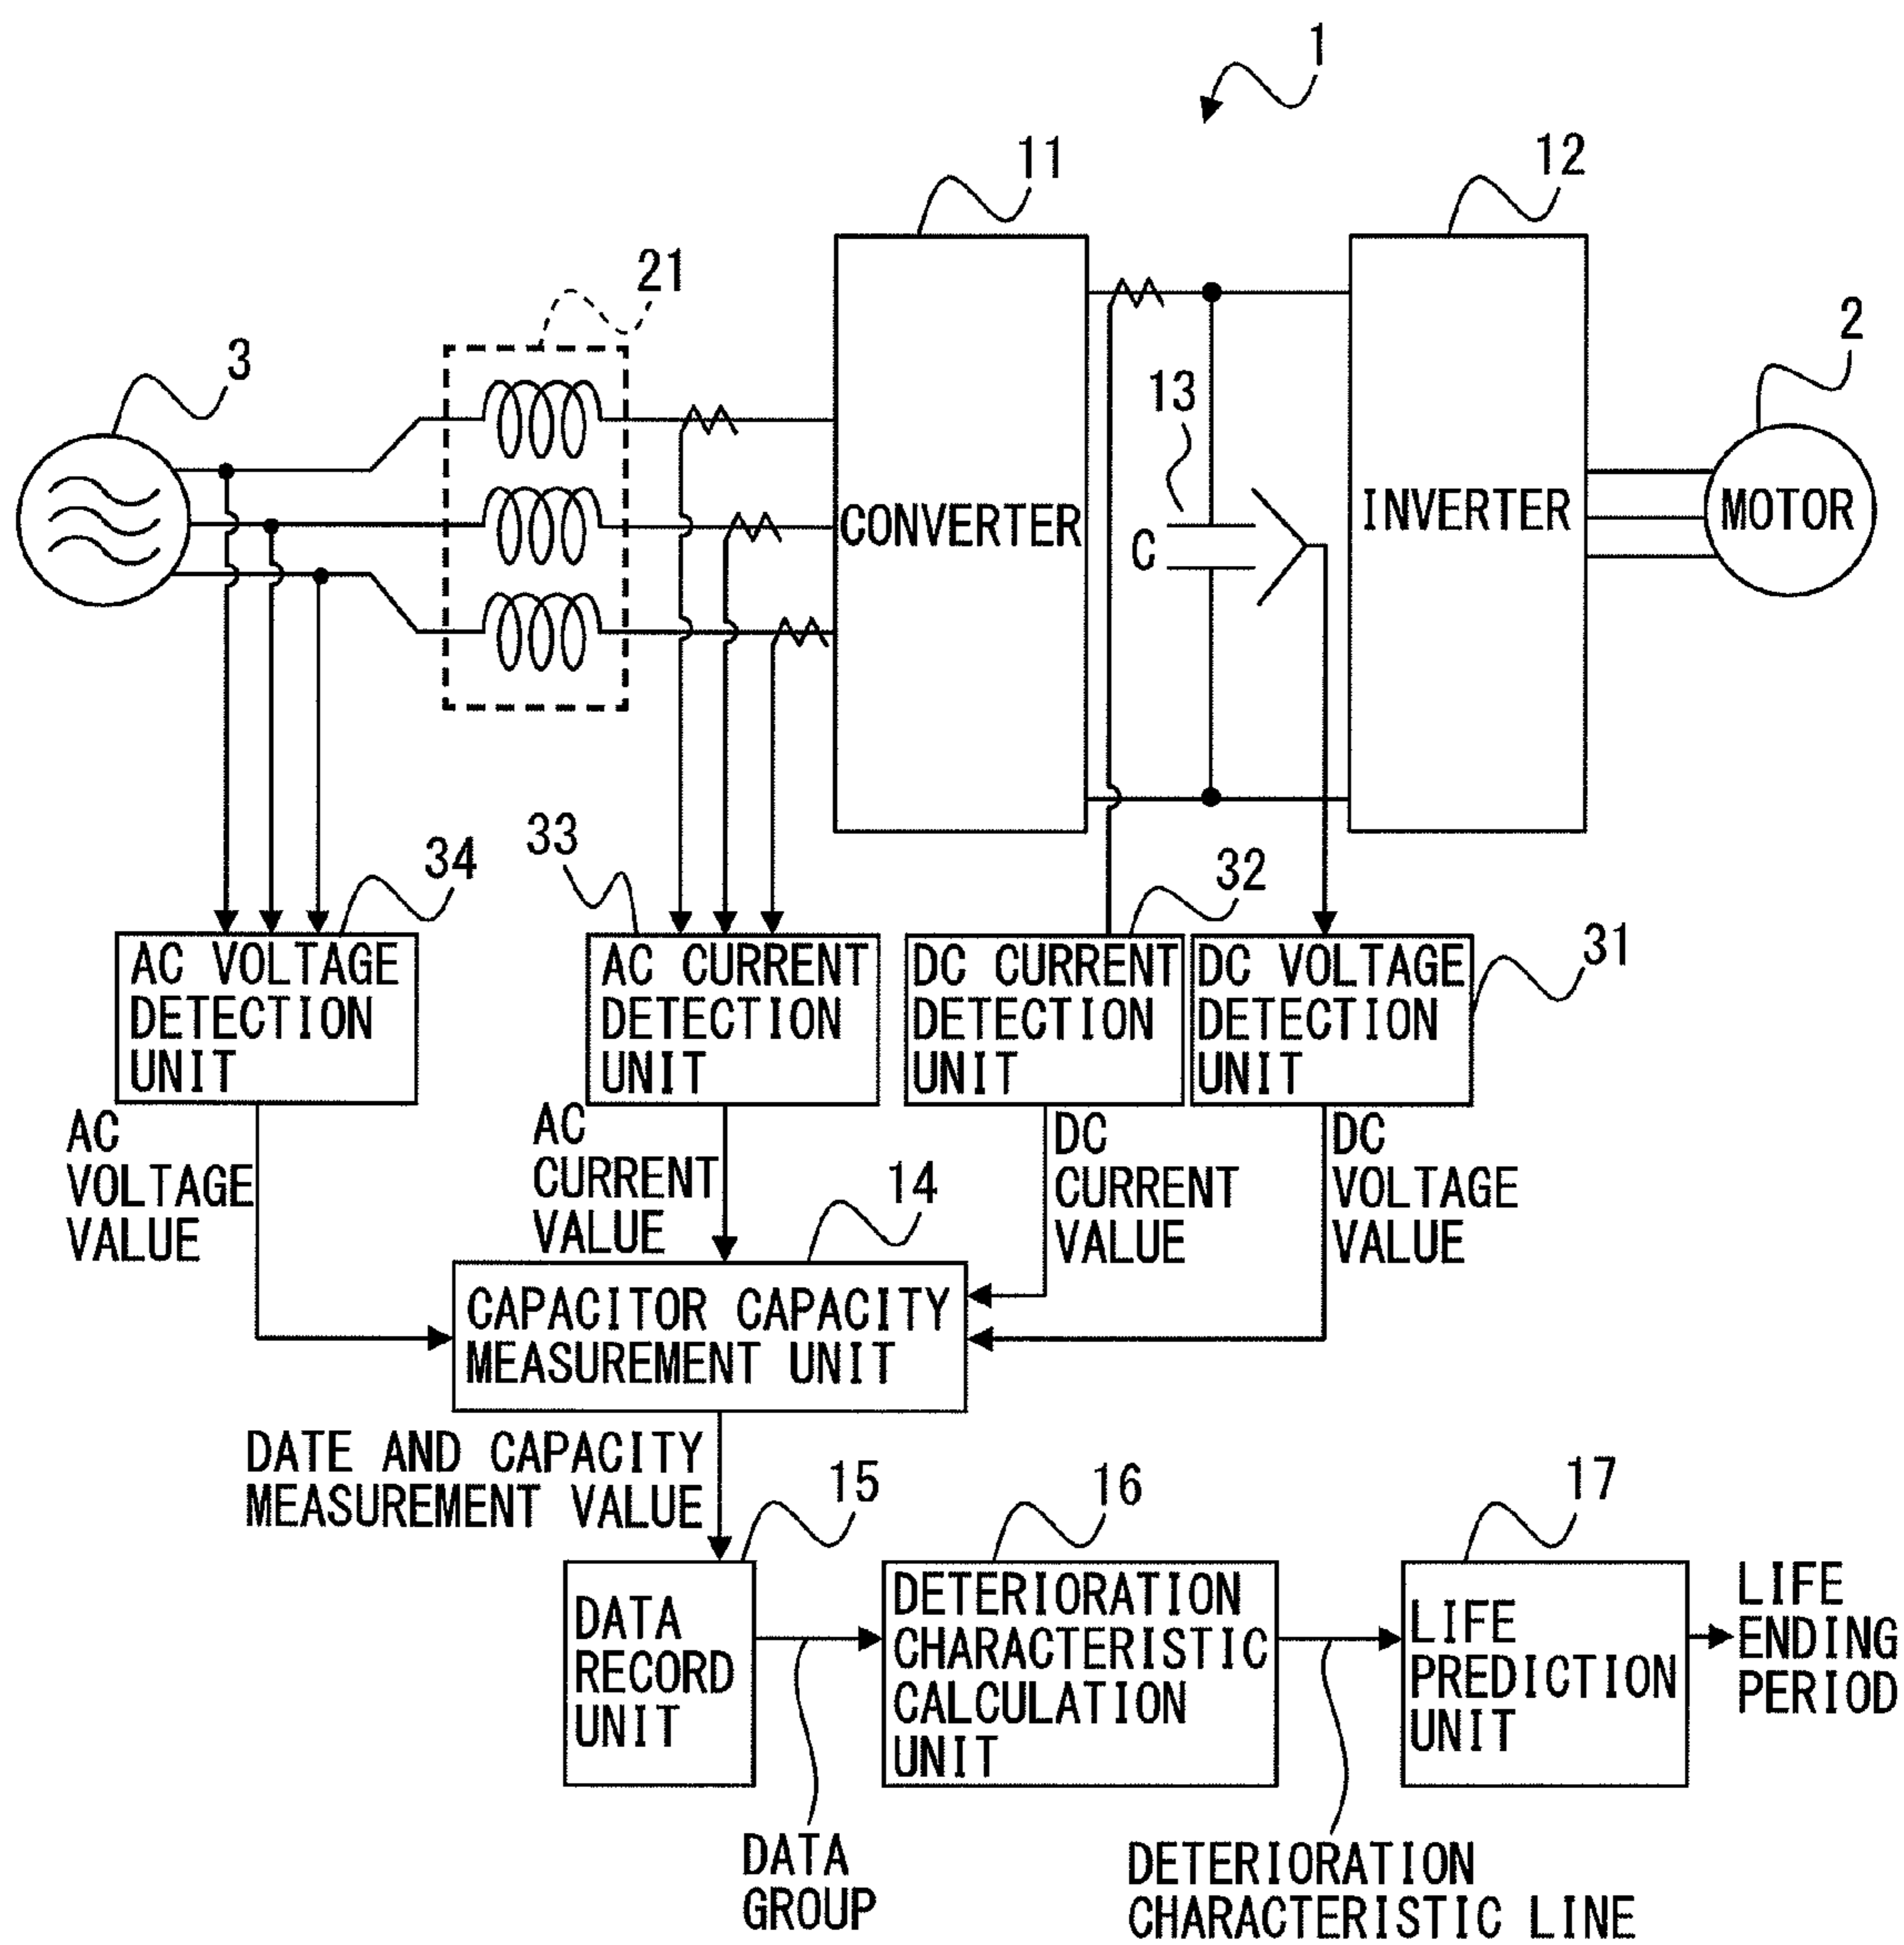 1
11
12
21
3
2
13
CONVERTER
C
INVERTER
MOTOR
34
33
32
31
AC VOLTAGE
DETECTION
UNIT
AC CURRENT
DETECTION
UNIT
DC CURRENT
DETECTION
UNIT
DC VOLTAGE
DETECTION
UNIT
AC
VOLTAGE
VALUE
AC
CURRENT
VALUE
DC
CURRENT
VALUE
DC
VOLTAGE
VALUE
14
CAPACITOR CAPACITY
MEASUREMENT UNIT
DATE AND CAPACITY
MEASUREMENT VALUE
15
16
17
DATA
RECORD
UNIT
DETERIORATION
CHARACTERISTIC
CALCULATION
UNIT
LIFE
PREDICTION
UNIT
LIFE
ENDING
PERIOD
DATA
GROUP
DETERIORATION
CHARACTERISTIC LINE